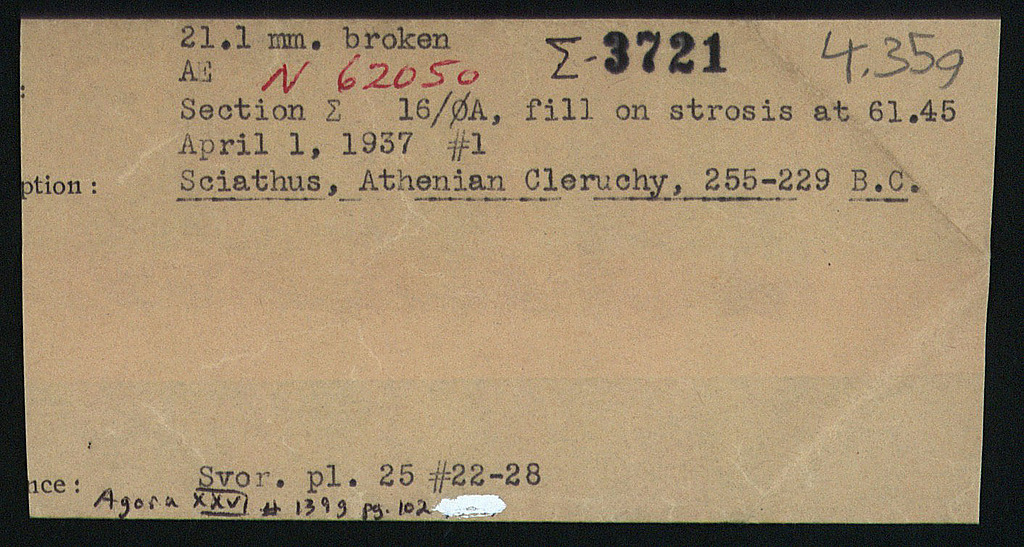 21.1 mm. broken Σ-3721 4.35g
: AE N 62050
Section Σ 16/ØA, fill on strosis at 61.45
April 1, 1937 #1
ption : Sciathus, Athenian Cleruchy, 255-229 B.C.
nce : Svor. pl. 25 #22-28
Agora XXVI # 1399 pg. 102